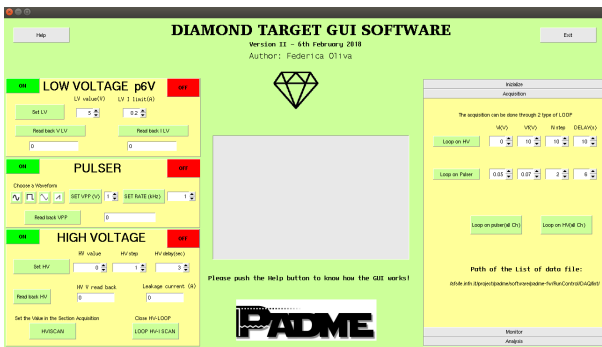 DIAMOND TARGET GUI SOFTWARE
Help
Version II - 6th February 2018
Exit
Author: Federica Oliva
ON LOW VOLTAGE p6V OFF
LV value(V) LV I limit(A)
Set LV 5 0.2
Read back V LV Read back I LV
0 0
ON PULSER OFF
Choose a Waveform
SET VPP (V) 1 SET RATE (kHz) 1
Read back VPP 0
ON HIGH VOLTAGE OFF
HV value HV step HV delay(sec)
Set HV 0 1 3
HV V read back Leakage current (A)
Read back HV 0 0
Set the Value in the Section Acquisition Close HV-LOOP
HV/ISCAN LOOP HV-I SCAN
Please push the Help button to know how the GUI works!
PADME
Initialize
Acquisition
The acquisition can be done through 2 type of LOOP
Vi(V) Vf(V) N step DELAY(s)
Loop on HV 0 10 10 10
Loop on Pulser 0.05 0.07 2 6
Loop on pulser(all Ch) Loop on HV(all Ch)
Path of the List of data file:
Monitor
Analysis